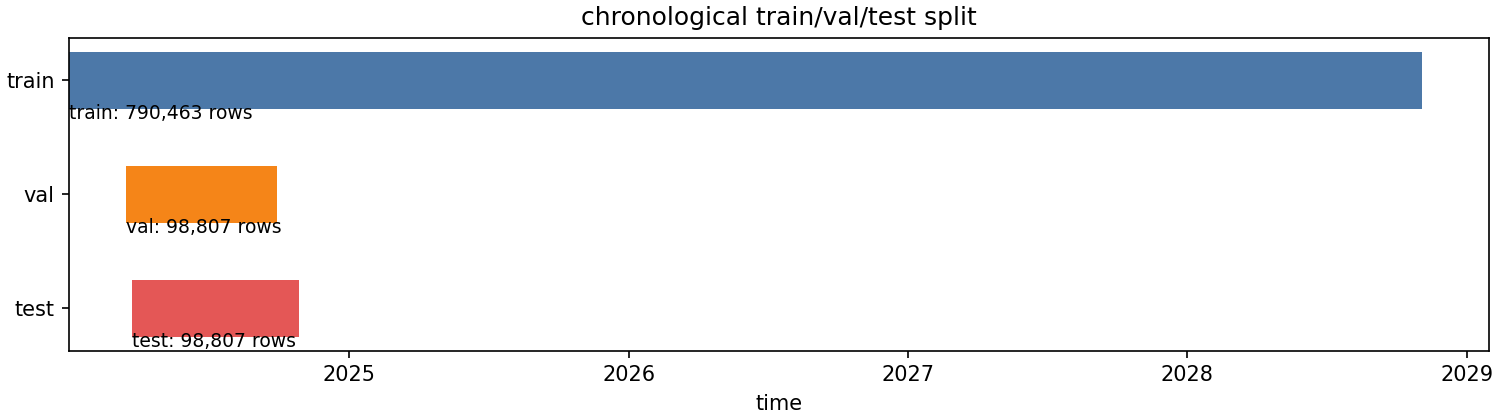 chronological train/val/test split
train
train: 790,463 rows
val
val: 98,807 rows
test
test: 98,807 rows
2025 2026 2027 2028 2029
time